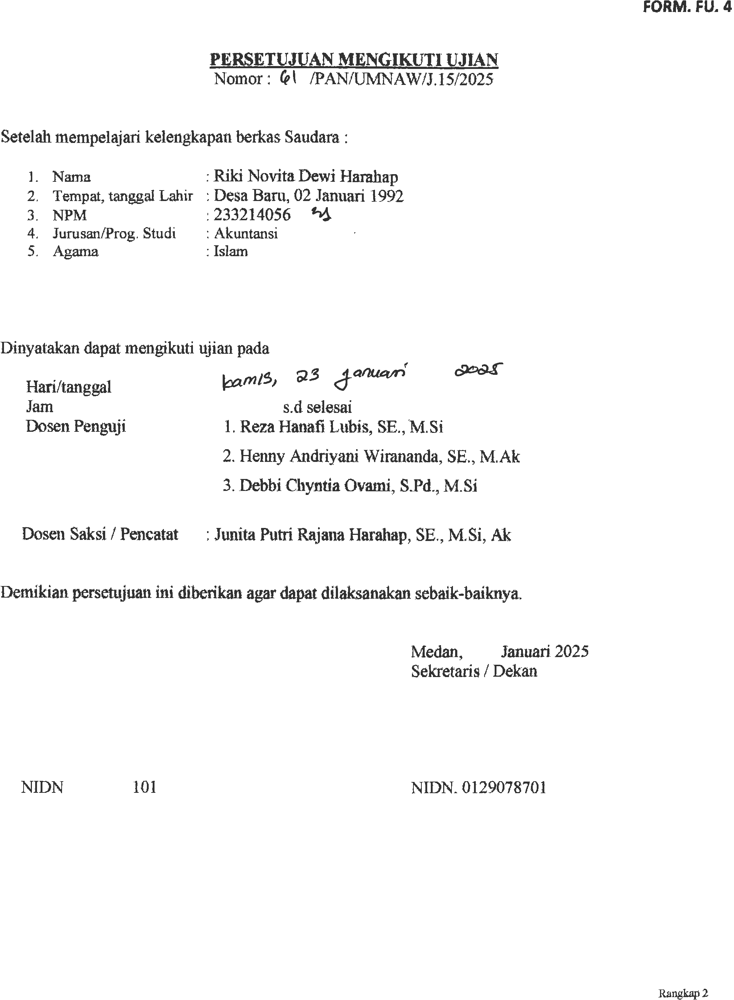 FORM. FU. 4
PERSETUJUAN MENGIKUTI UJIAN
Nomor : 61 /PAN/UMNAW/J.15/2025
Setelah mempelajari kelengkapan berkas Saudara :
1. Nama : Riki Novita Dewi Harahap
2. Tempat, tanggal Lahir : Desa Baru, 02 Januari 1992
3. NPM : 233214056
4. Jurusan/Prog. Studi : Akuntansi
5. Agama : Islam
Dinyatakan dapat mengikuti ujian pada
Hari/tanggal kamis, 23 Januari 2025
Jam s.d selesai
Dosen Penguji 1. Reza Hanafi Lubis, SE., M.Si
2. Henny Andriyani Wirananda, SE., M.Ak
3. Debbi Chyntia Ovami, S.Pd., M.Si
Dosen Saksi / Pencatat : Junita Putri Rajana Harahap, SE., M.Si, Ak
Demikian persetujuan ini diberikan agar dapat dilaksanakan sebaik-baiknya.
Medan, Januari 2025
Sekretaris / Dekan
NIDN 101 NIDN. 0129078701
Rangkap 2